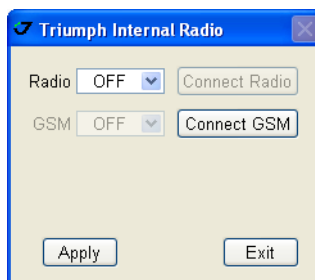 Triumph Internal Radio
Radio OFF Connect Radio
GSM OFF Connect GSM
Apply Exit